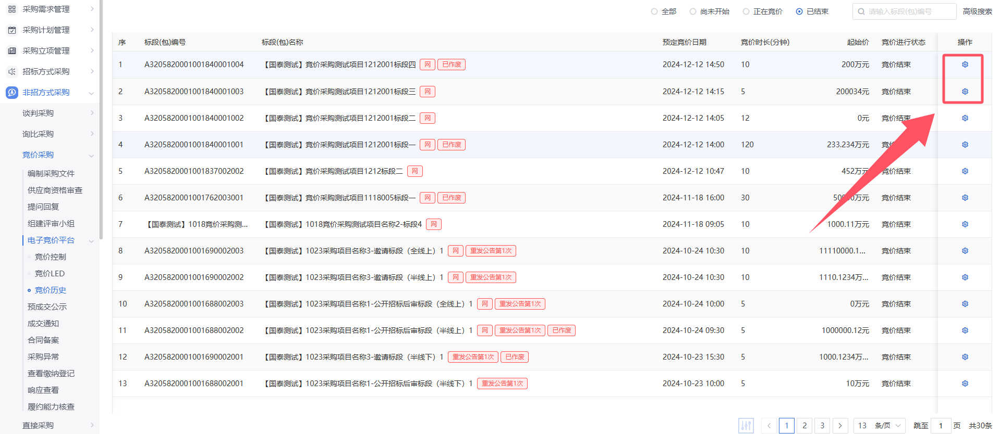 采购需求管理
采购计划管理
采购立项管理
招标方式采购
非招方式采购
谈判采购
询比采购
竞价采购
编制采购文件
供应商资格审查
提问回复
组建评审小组
电子竞价平台
竞价控制
竞价LED
竞价历史
预成交公示
成交通知
合同备案
采购异常
查看缴纳登记
响应查看
履约能力核查
直接采购
全部 尚未开始 正在竞价 已结束 请输入标段(包)编号 高级搜索
序 标段(包)编号 标段(包)名称 预定竞价日期 竞价时长(分钟) 起始价 竞价进行状态 操作
1 A3205820001001840001004 【国泰测试】竞价采购测试项目1212001标段四 网 已作废 2024-12-12 14:50 10 200万元 竞价结束
2 A3205820001001840001003 【国泰测试】竞价采购测试项目1212001标段三 网 2024-12-12 14:15 5 200034元 竞价结束
3 A3205820001001840001002 【国泰测试】竞价采购测试项目1212001标段二 网 2024-12-12 14:05 12 0元 竞价结束
4 A3205820001001840001001 【国泰测试】竞价采购测试项目1212001标段一 网 已作废 2024-12-12 14:00 120 233.234万元 竞
5 A3205820001001837002002 【国泰测试】竞价采购测试项目1212标段二 网 2024-12-12 10:47 10 452万元 竞价结束
6 A3205820001001762003001 【国泰测试】竞价采购测试项目1118005标段一 网 已作废 2024-11-18 16:00 30 万元 竞价结束
7 【国泰测试】1018竞价采购测... 【国泰测试】1018竞价采购测试项目名称2-标段4 网 2024-11-18 09:05 10 1000.11万元 竞价结束
8 A3205820001001690002003 【国泰测试】1023采购项目名称3-邀请标段（全线上）1 网 重发公告第1次 2024-10-24 10:30 10 11110000.1... 竞价结束
9 A3205820001001690002002 【国泰测试】1023采购项目名称3-邀请标段（半线上）1 网 重发公告第1次 2024-10-24 10:30 10 1110.1234万... 竞价结束
10 A3205820001001688002003 【国泰测试】1023采购项目名称1-公开招标后审标段（全线上）1 网 重发公告第1次 2024-10-24 10:00 5 0万元 竞价结束
11 A3205820001001688002002 【国泰测试】1023采购项目名称1-公开招标后审标段（半线上）1 网 重发公告第1次 已作废 2024-10-24 09:30 5 1000000.12元 竞价结束
12 A3205820001001690002001 【国泰测试】1023采购项目名称3-邀请标段（半线下）1 重发公告第1次 已作废 2024-10-23 15:30 5 1000.1234万... 竞价结束
13 A3205820001001688002001 【国泰测试】1023采购项目名称1-公开招标后审标段（半线下）1 重发公告第1次 2024-10-23 10:00 5 10万元 竞价结束
1 2 3 13 条/页 跳至 1 页 共30条